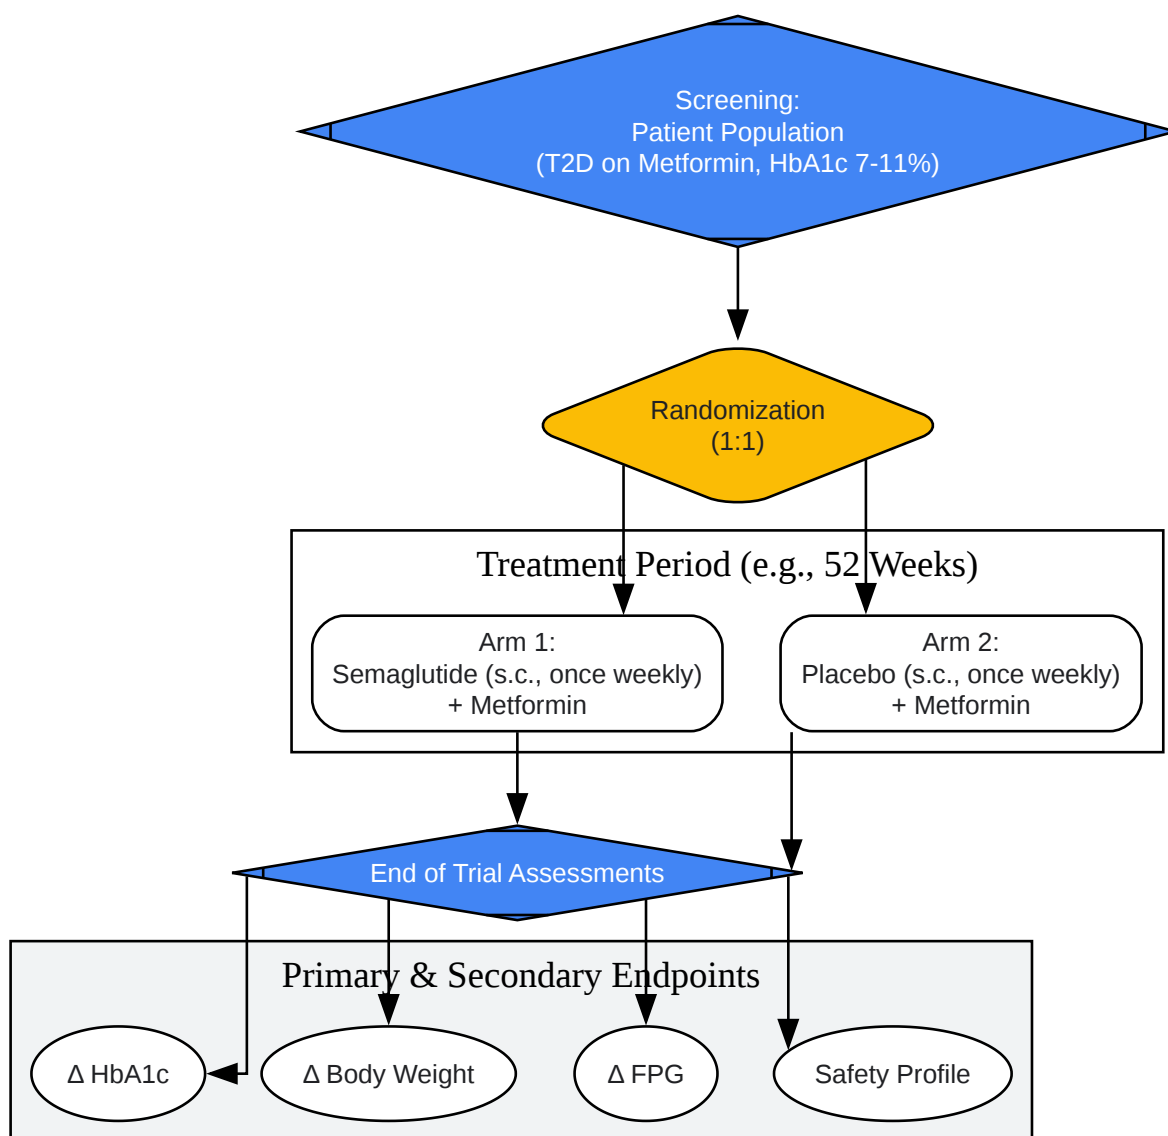 Screening:
Patient Population
(T2D on Metformin, HbA1c 7-11%)
Randomization
(1:1)
Treatment Period (e.g., 52 Weeks)
Arm 1:
Semaglutide (s.c., once weekly)
+ Metformin
Arm 2:
Placebo (s.c., once weekly)
+ Metformin
End of Trial Assessments
Primary & Secondary Endpoints
Δ HbA1c
Δ Body Weight
Δ FPG
Safety Profile